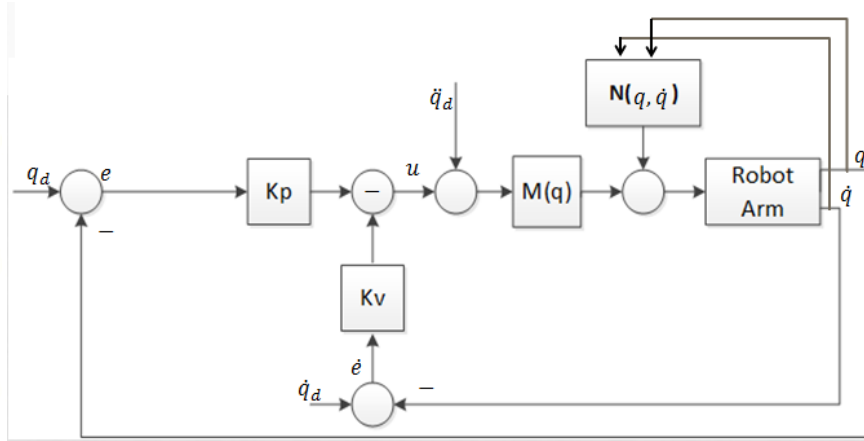 N(q, q̇)
q̈_d
q_d
e
Kp
−
u
M(q)
Robot
Arm
q
q̇
−
Kv
ė
q̇_d
−